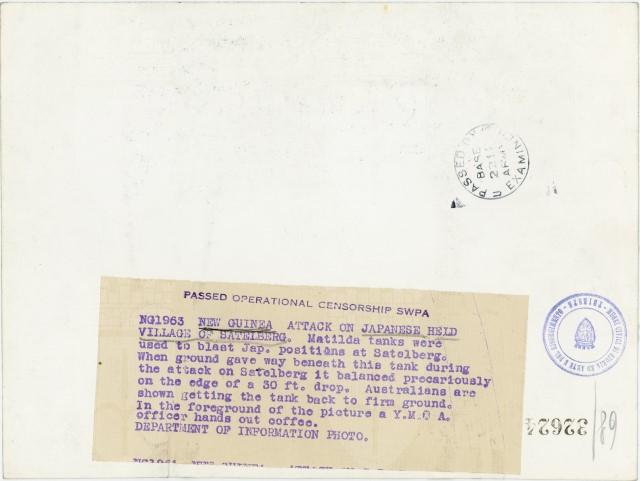 PASSED
BASE
ARMY
EXAMIN
PASSED OPERATIONAL CENSORSHIP SWPA
NG1963 NEW GUINEA ATTACK ON JAPANESE HELD
VILLAGE OF SATELBERG. Matilda tanks were
used to blast Jap. positions at Satelberg.
When ground gave way beneath this tank during
the attack on Satelberg it balanced precariously
on the edge of a 30 ft. drop. Australians are
shown getting the tank back to firm ground.
In the foreground of the picture a Y.M.C A.
officer hands out coffee.
DEPARTMENT OF INFORMATION PHOTO.
32624
89